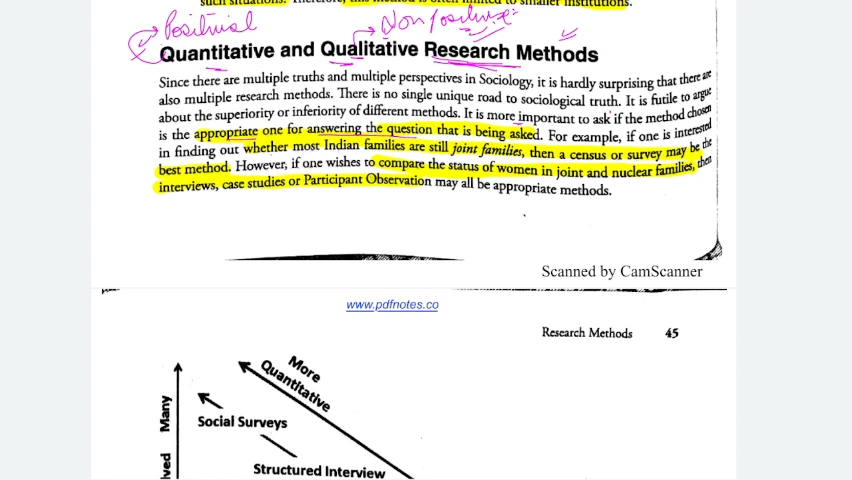 such situations. Therefore, this method is often limited to smaller institutions.
Positivist
Non positivist
Quantitative and Qualitative Research Methods
Since there are multiple truths and multiple perspectives in Sociology, it is hardly surprising that there are
also multiple research methods. There is no single unique road to sociological truth. It is futile to argue
about the superiority or inferiority of different methods. It is more important to ask if the method chosen
is the appropriate one for answering the question that is being asked. For example, if one is interested
in finding out whether most Indian families are still joint families, then a census or survey may be the
best method. However, if one wishes to compare the status of women in joint and nuclear families, then
interviews, case studies or Participant Observation may all be appropriate methods.
Scanned by CamScanner
www.pdfnotes.co
Research Methods 45
More
Quantitative
Many
Social Surveys
Structured Interview